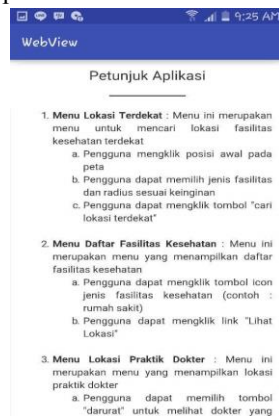 9:25 AM
WebView
Petunjuk Aplikasi
1. Menu Lokasi Terdekat : Menu ini merupakan
menu untuk mencari lokasi fasilitas
kesehatan terdekat
a. Pengguna mengklik posisi awal pada
peta
b. Pengguna dapat memilih jenis fasilitas
dan radius sesuai keinginan
c. Pengguna dapat mengklik tombol "cari
lokasi terdekat"
2. Menu Daftar Fasilitas Kesehatan : Menu ini
merupakan menu yang menampilkan daftar
fasilitas kesehatan
a. Pengguna dapat mengklik tombol icon
jenis fasilitas kesehatan (contoh :
rumah sakit)
b. Pengguna dapat mengklik link "Lihat
Lokasi"
3. Menu Lokasi Praktik Dokter : Menu ini
merupakan menu yang menampilkan lokasi
praktik dokter
a. Pengguna dapat memilih tombol
"darurat" untuk melihat dokter yang